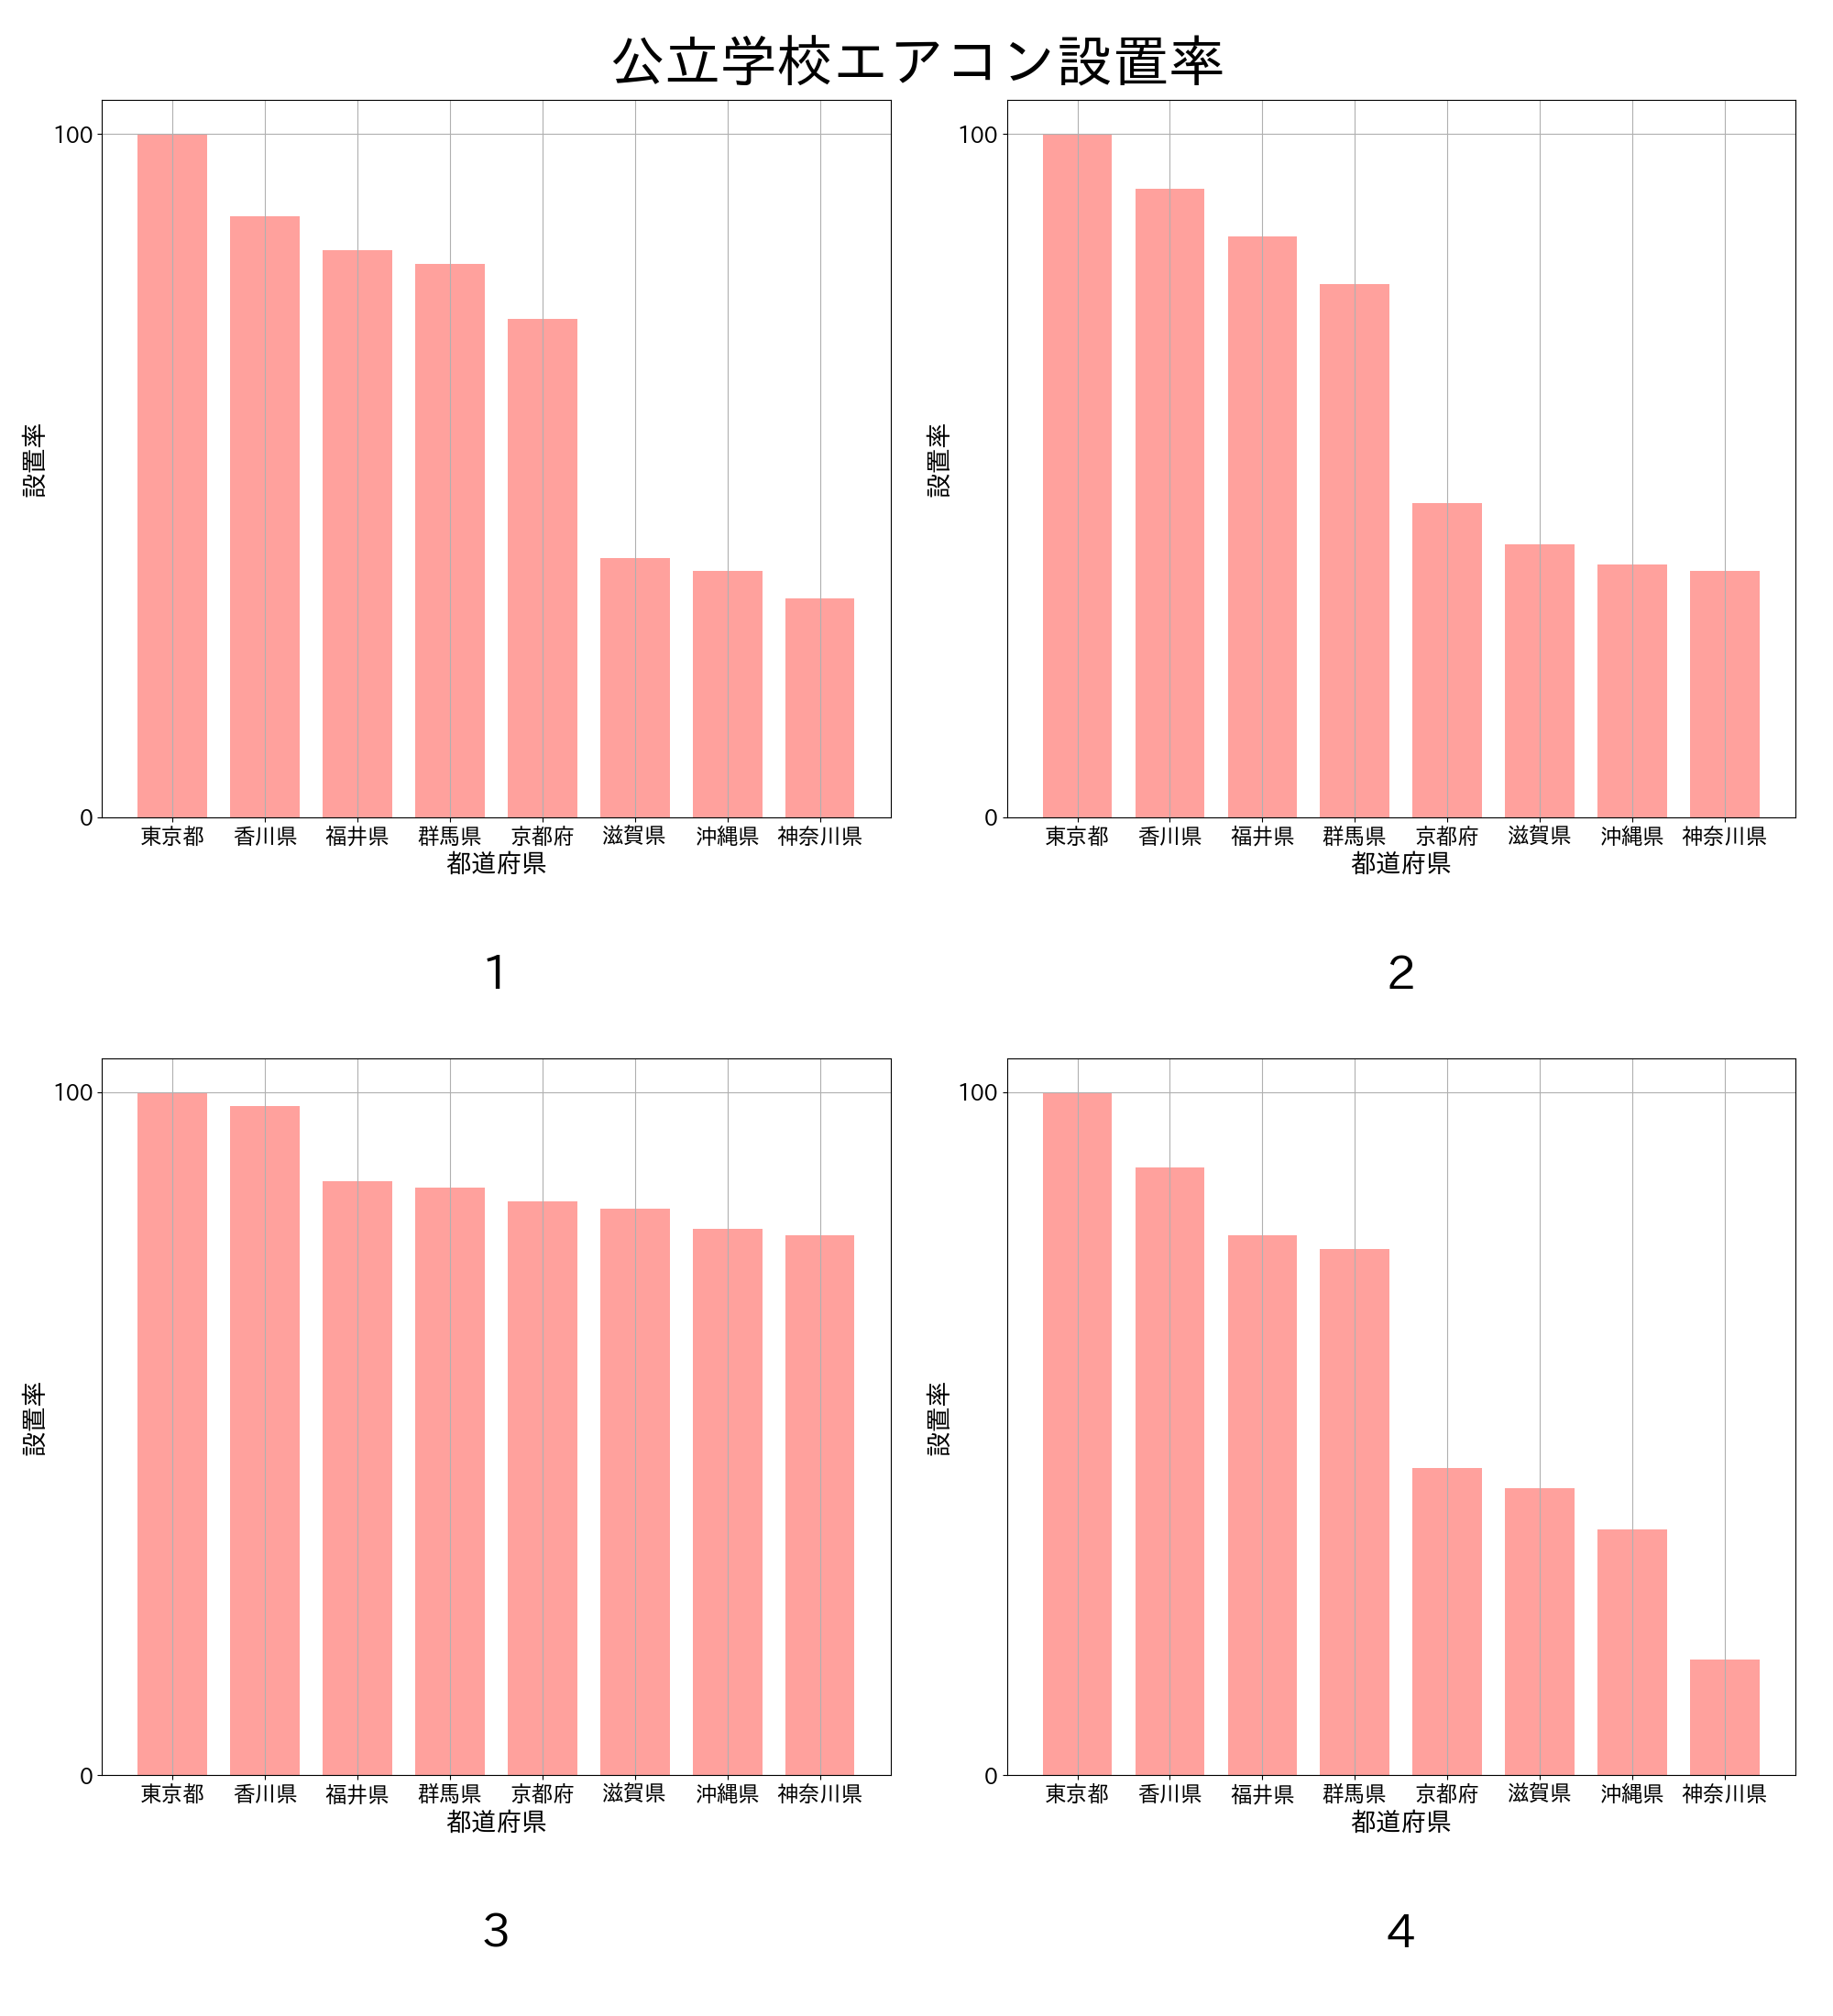 公立学校エアコン設置率
100
0
設置率
東京都 香川県 福井県 群馬県 京都府 滋賀県 沖縄県 神奈川県
都道府県
1
100
0
設置率
東京都 香川県 福井県 群馬県 京都府 滋賀県 沖縄県 神奈川県
都道府県
2
100
0
設置率
東京都 香川県 福井県 群馬県 京都府 滋賀県 沖縄県 神奈川県
都道府県
3
100
0
設置率
東京都 香川県 福井県 群馬県 京都府 滋賀県 沖縄県 神奈川県
都道府県
4